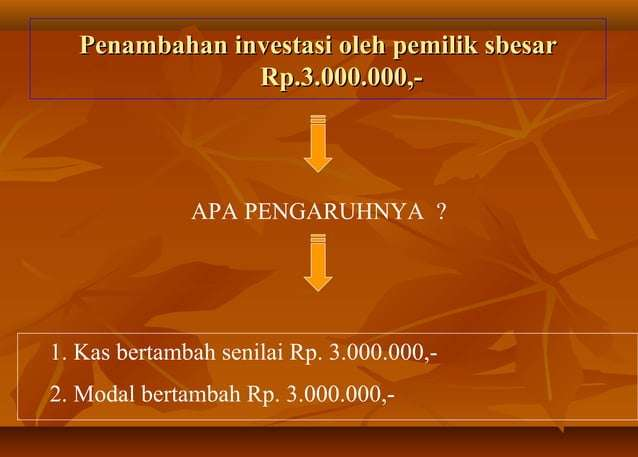 Penambahan investasi oleh pemilik sbesar
Rp.3.000.000,-
APA PENGARUHNYA ?
1. Kas bertambah senilai Rp. 3.000.000,-
2. Modal bertambah Rp. 3.000.000,-